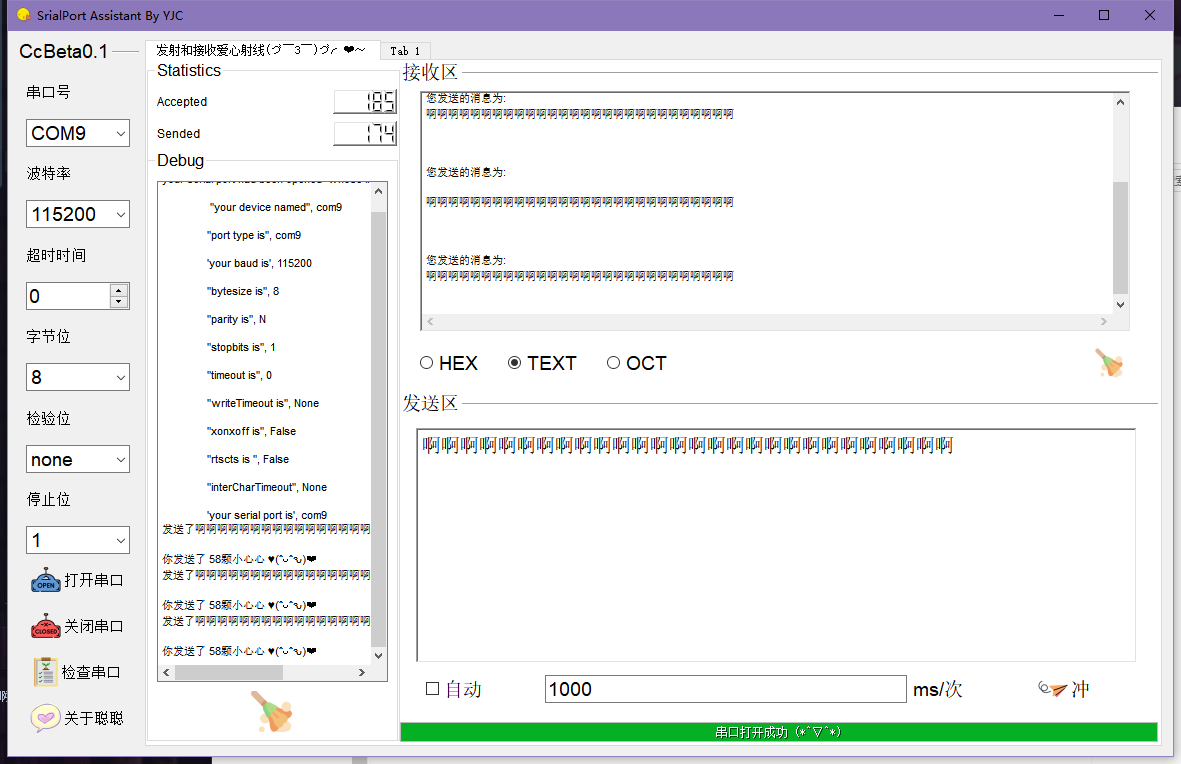 SrialPort Assistant By YJC
CcBeta0.1
串口号
COM9
波特率
115200
超时时间
0
字节位
8
检验位
none
停止位
1
OPEN
打开串口
CLOSED
关闭串口
检查串口
关于聪聪
发射和接收爱心射线(づ￣3￣)づ╭❤～
Tab 1
Statistics
Accepted
185
Sended
174
Debug
"your device named", com9
"port type is", com9
'your baud is', 115200
"bytesize is", 8
"parity is, N
"stopbits is", 1
"timeout is", 0
"writeTimeout is", None
"xonxoff is", False
"rtscts is ", False
"interCharTimeout", None
'your serial port is', com9
发送了啊啊啊啊啊啊啊啊啊啊啊啊啊啊啊啊
你发送了 58颗小心心 ♥(ˆᴗˆԅ)❤
发送了啊啊啊啊啊啊啊啊啊啊啊啊啊啊啊啊
你发送了 58颗小心心 ♥(ˆᴗˆԅ)❤
发送了啊啊啊啊啊啊啊啊啊啊啊啊啊啊啊啊
你发送了 58颗小心心 ♥(ˆᴗˆԅ)❤
接收区
您发送的消息为:
啊啊啊啊啊啊啊啊啊啊啊啊啊啊啊啊啊啊啊啊啊啊啊啊啊啊啊啊
您发送的消息为:
啊啊啊啊啊啊啊啊啊啊啊啊啊啊啊啊啊啊啊啊啊啊啊啊啊啊啊啊
您发送的消息为:
啊啊啊啊啊啊啊啊啊啊啊啊啊啊啊啊啊啊啊啊啊啊啊啊啊啊啊啊
HEX
TEXT
OCT
发送区
啊啊啊啊啊啊啊啊啊啊啊啊啊啊啊啊啊啊啊啊啊啊啊啊啊啊啊啊
自动
1000
ms/次
冲
串口打开成功 (*ˆ▽ˆ*)